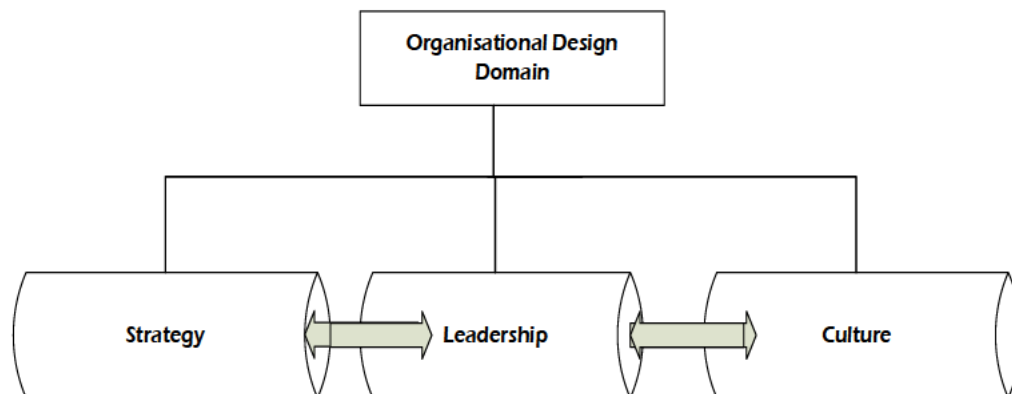 Organisational Design
Domain
Strategy
Leadership
Culture